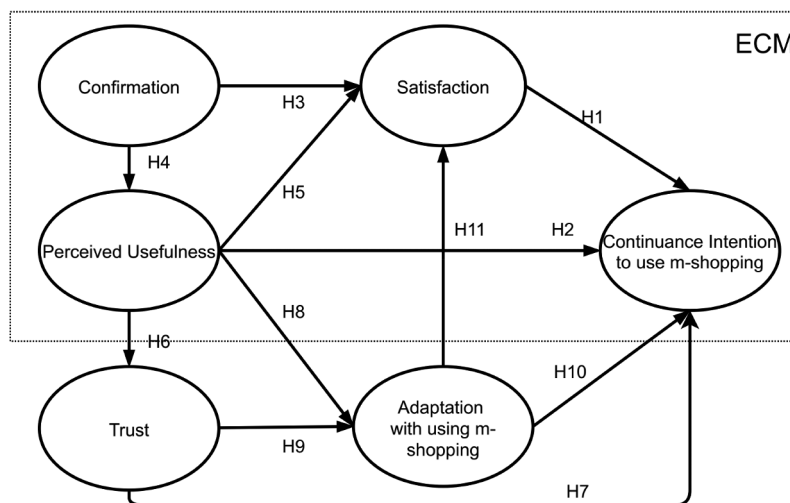 ECM
Confirmation
Satisfaction
H3
H1
H4
H5
Perceived Usefulness
H11
H2
Continuance Intention
to use m-shopping
H8
H6
H10
Trust
Adaptation
with using m-
shopping
H9
H7